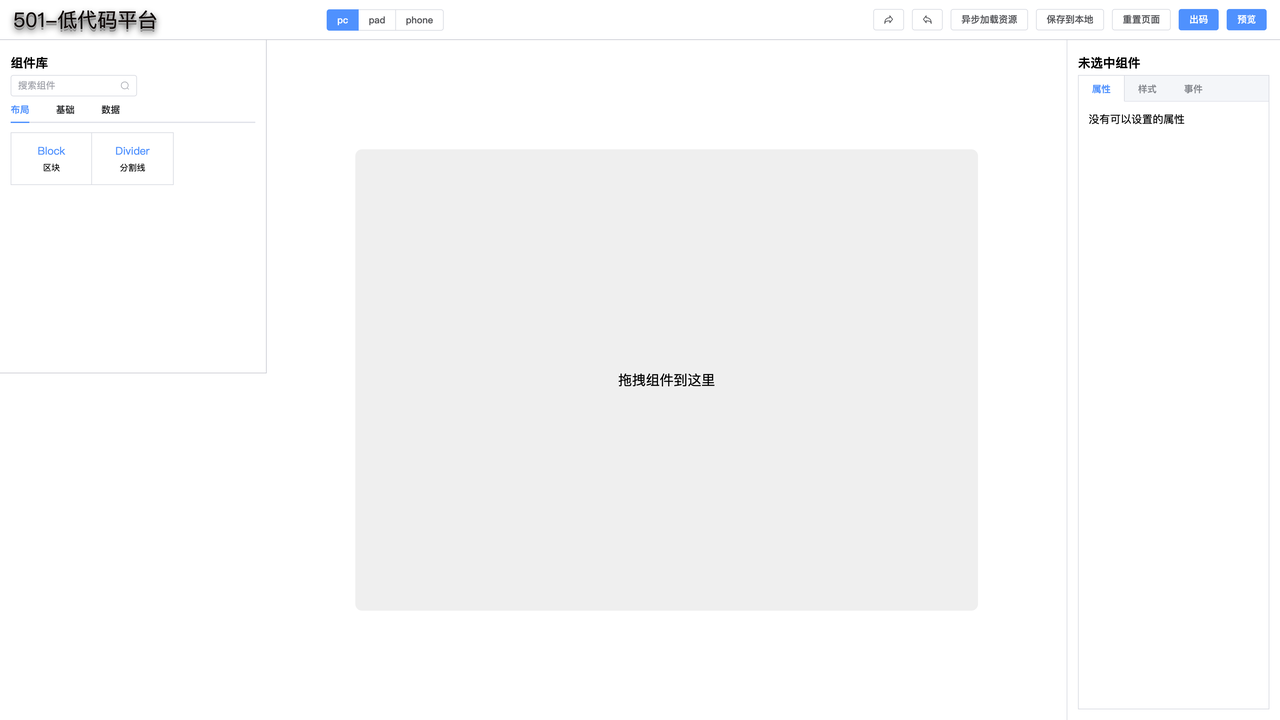 501-低代码平台
pc
pad
phone
异步加载资源
保存到本地
重置页面
出码
预览
组件库
搜索组件
布局
基础
数据
Block
区块
Divider
分割线
拖拽组件到这里
未选中组件
属性
样式
事件
没有可以设置的属性